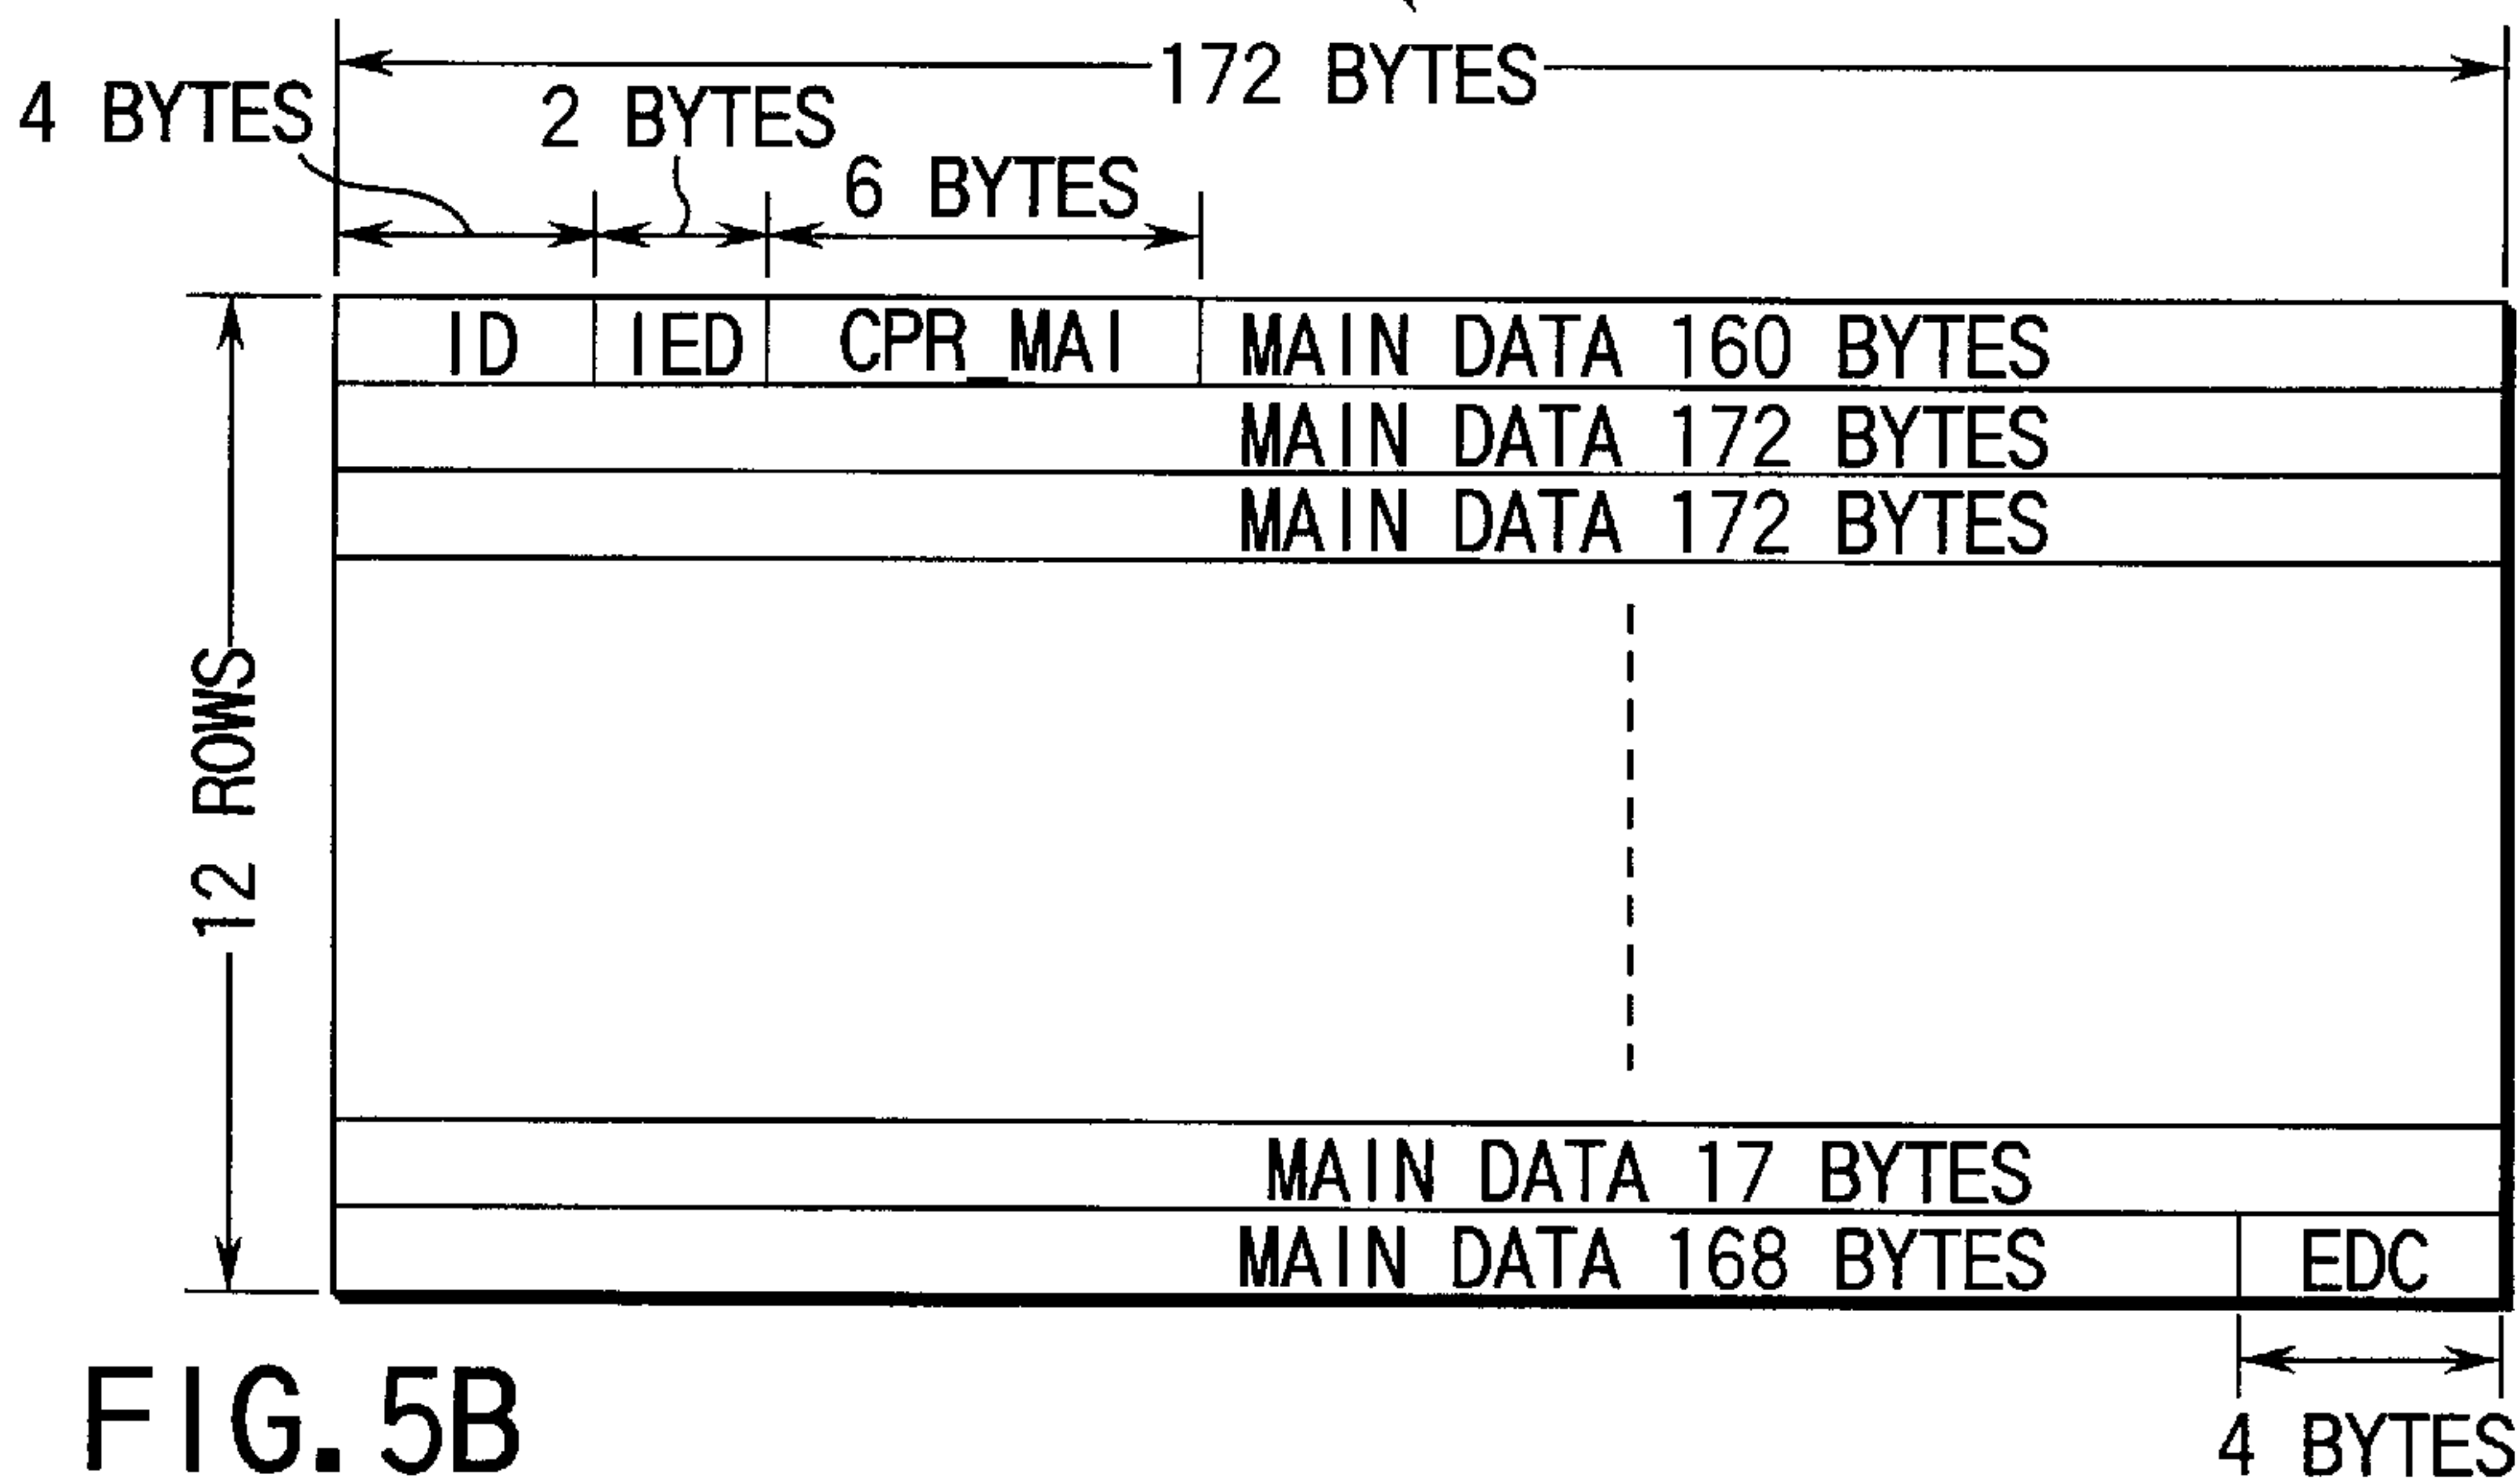 172 BYTES
4 BYTES
2 BYTES
6 BYTES
ID IED CPR_MAI MAIN DATA 160 BYTES
MAIN DATA 172 BYTES
MAIN DATA 172 BYTES
12 ROWS
MAIN DATA 17 BYTES
MAIN DATA 168 BYTES EDC
4 BYTES
FIG. 5B